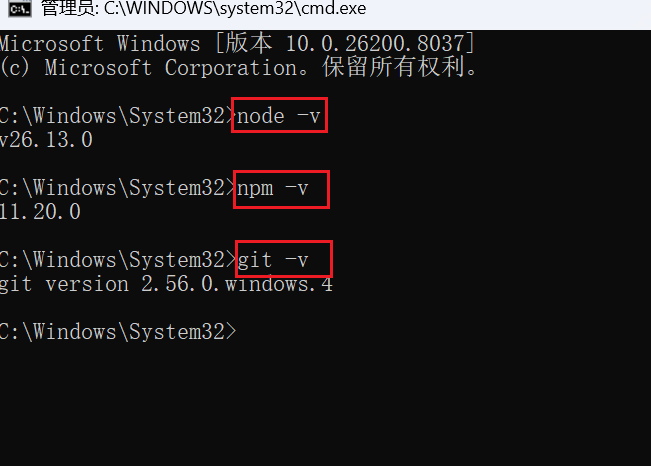 管理员: C:\WINDOWS\system32\cmd.exe
Microsoft Windows [版本 10.0.26200.8037]
(c) Microsoft Corporation。保留所有权利。
C:\Windows\System32>node -v
v26.13.0
C:\Windows\System32>npm -v
11.20.0
C:\Windows\System32>git -v
git version 2.56.0.windows.4
C:\Windows\System32>